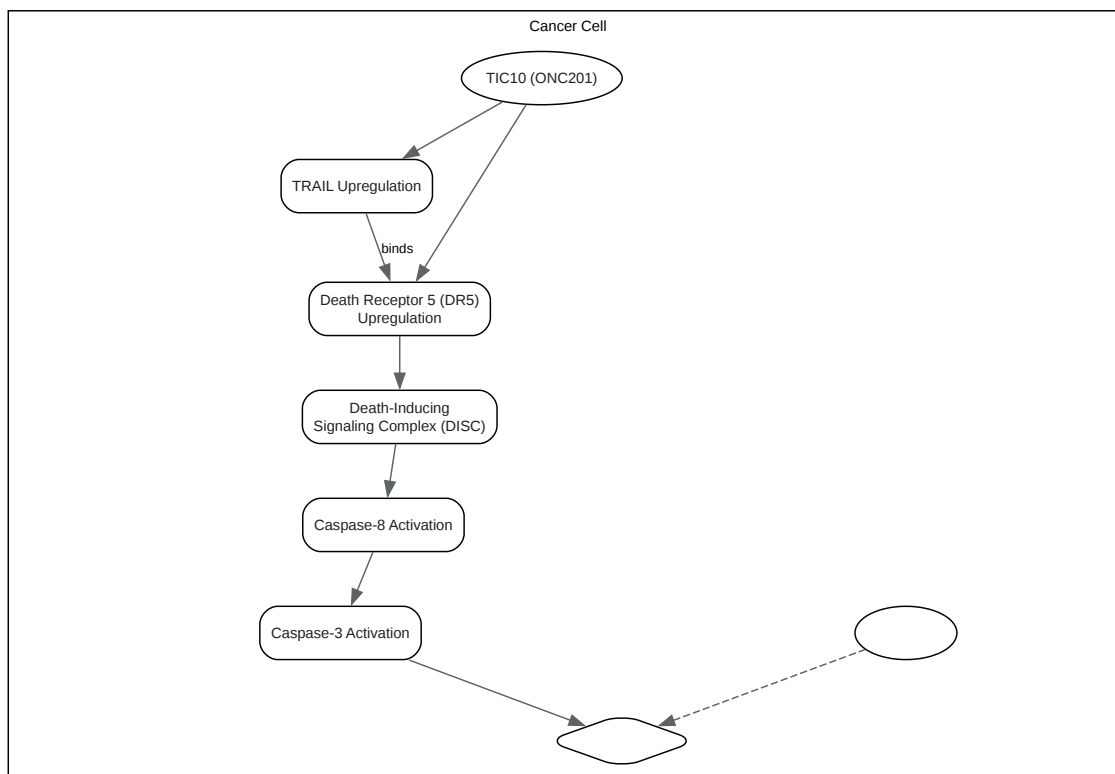 Cancer Cell
TIC10 (ONC201)
TRAIL Upregulation
binds
Death Receptor 5 (DR5)
Upregulation
Death-Inducing
Signaling Complex (DISC)
Caspase-8 Activation
Caspase-3 Activation